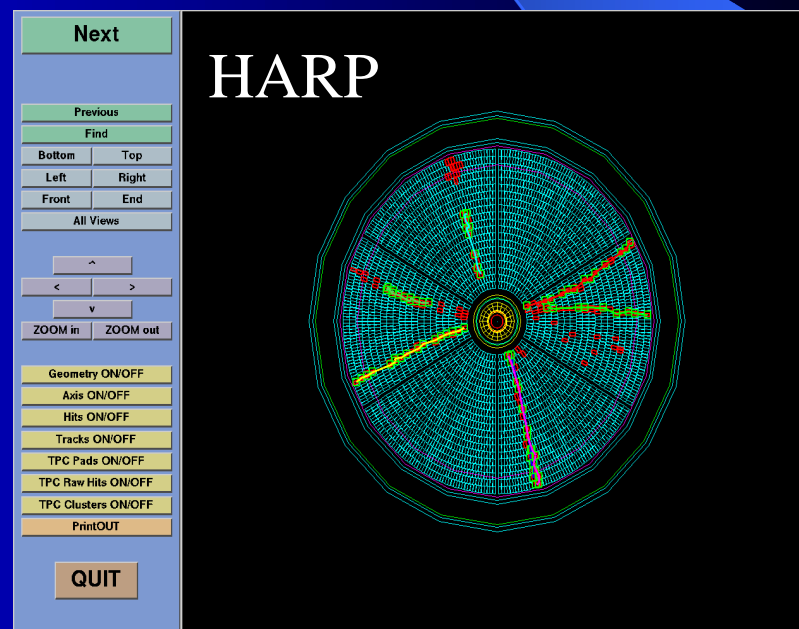 Next
HARP
Previous
Find
Bottom Top
Left Right
Front End
All Views
^
< >
v
ZOOM in ZOOM out
Geometry ON/OFF
Axis ON/OFF
Hits ON/OFF
Tracks ON/OFF
TPC Pads ON/OFF
TPC Raw Hits ON/OFF
TPC Clusters ON/OFF
PrintOUT
QUIT